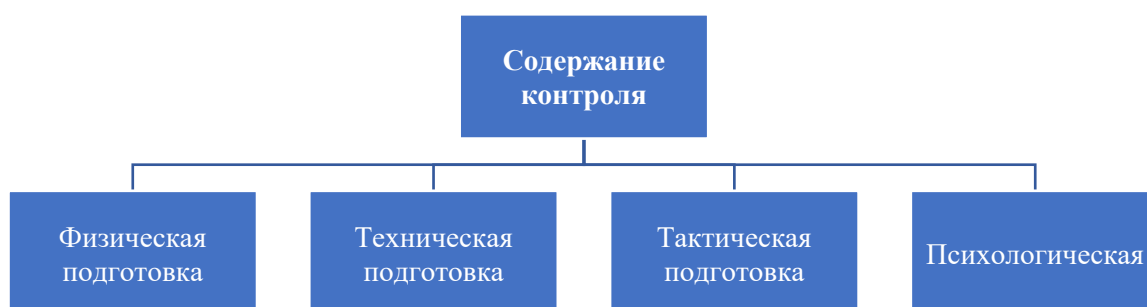 Содержание
контроля
Физическая
подготовка
Техническая
подготовка
Тактическая
подготовка
Психологическая